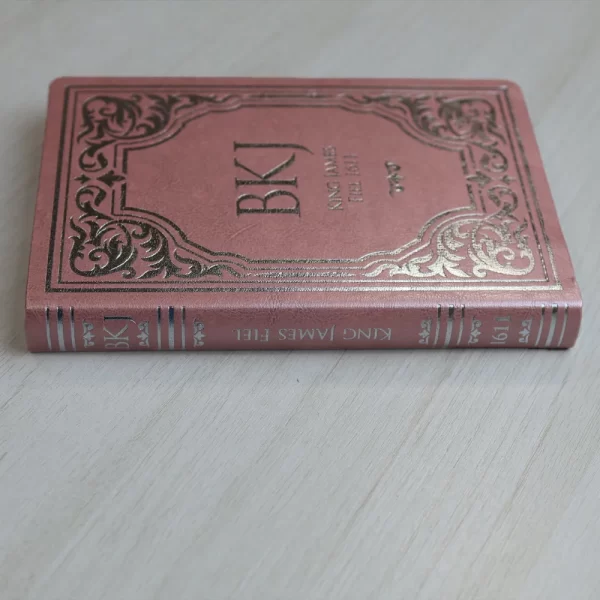 BKJ
KING JAMES
FIEL 1611
BKJ
KING JAMES FIEL
1611